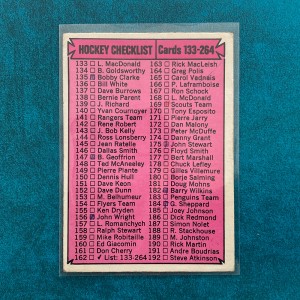 HOCKEY CHECKLIST | Cards 133-264
133 □ L. MacDonald
134 □ B. Goldsworthy
135 □ Bobby Clarke
136 □ Bill White
137 □ Dave Burrows
138 □ Bernie Parent
139 □ J. Richard
140 □ Yvan Cournoyer
141 □ Rangers Team
142 □ Rene Robert
143 □ J. Bob Kelly
144 □ Ross Lonsberry
145 □ Jean Ratelle
146 □ Dallas Smith
147 □ B. Geoffrion
148 □ Ted McAneeley
149 □ Pierre Plante
150 □ Dennis Hull
151 □ Dave Keon
152 □ Dave Dunn
153 □ M. Belhumeur
154 □ Flyers Team
155 □ Ken Dryden
156 □ John Wright
157 □ L. Romanchych
158 □ Ralph Stewart
159 □ Mike Robitaille
160 □ Ed Giacomin
161 □ Don Cherry
162 □ ✓ List: 133-264
163 □ Rick MacLeish
164 □ Greg Polis
165 □ Carol Vadnais
166 □ P. Laframboise
167 □ Ron Schock
168 □ L. McDonald
169 □ Scouts Team
170 □ Tom Songin
171 □ Pierre Jarry
172 □ Dan Maloney
173 □ Peter McDuffe
174 □ Danny Grant
175 □ John Stewart
176 □ Floyd Smith
177 □ Bert Marshall
178 □ Chuck Lefley
179 □ Gilles Villemure
180 □ Borje Salming
181 □ Doug Mohns
182 □ Barry Wilkins
183 □ Penguins Team
184 □ G. Sheppard
185 □ Joey Johnson
186 □ Dick Redmond
187 □ Simon Nolet
188 □ R. Stackhouse
189 □ M. Larose
190 □ Rick Martin
191 □ Andre Boudrias
192 □ Steve Atkinson